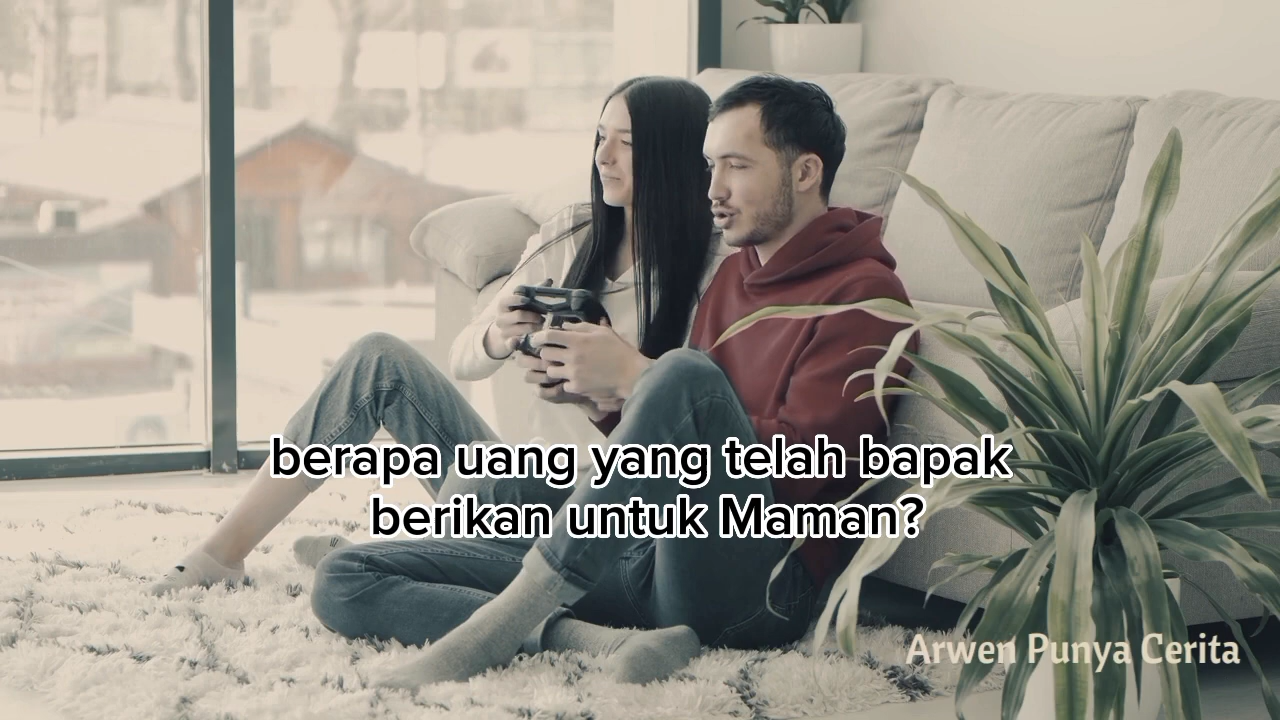 berapa uang yang telah bapak
berikan untuk Maman?
Arwen Punya Cerita